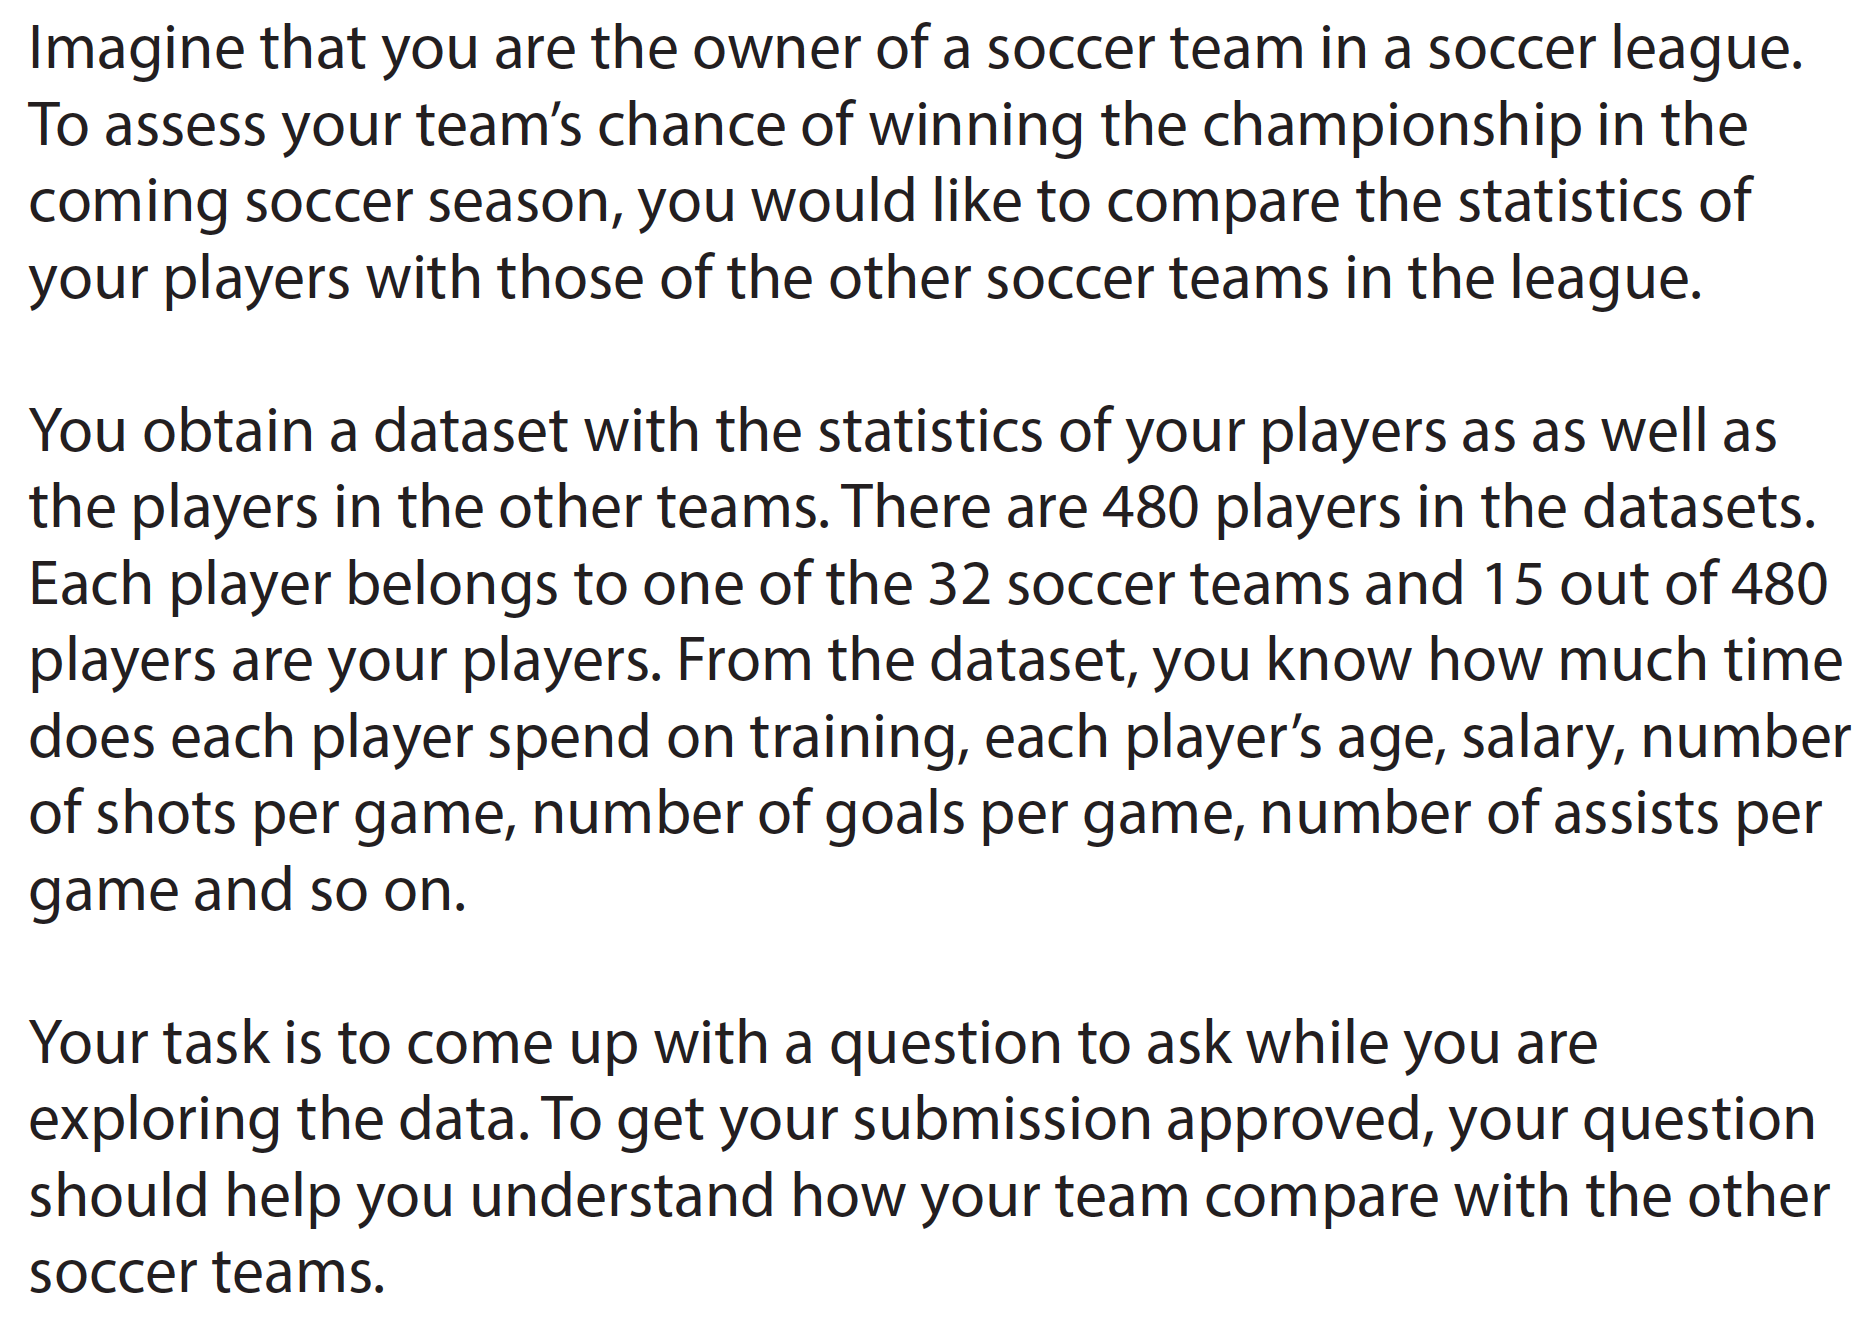 Imagine that you are the owner of a soccer team in a soccer league.
To assess your team’s chance of winning the championship in the
coming soccer season, you would like to compare the statistics of
your players with those of the other soccer teams in the league.
You obtain a dataset with the statistics of your players as as well as
the players in the other teams. There are 480 players in the datasets.
Each player belongs to one of the 32 soccer teams and 15 out of 480
players are your players. From the dataset, you know how much time
does each player spend on training, each player’s age, salary, number
of shots per game, number of goals per game, number of assists per
game and so on.
Your task is to come up with a question to ask while you are
exploring the data. To get your submission approved, your question
should help you understand how your team compare with the other
soccer teams.